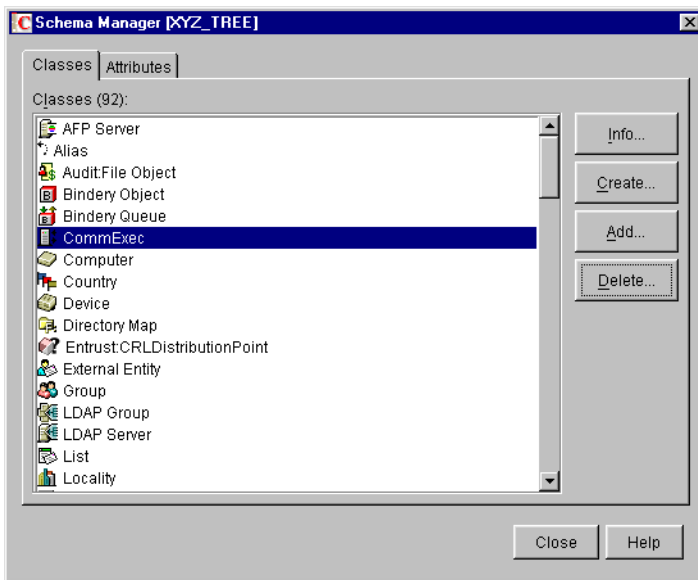 Schema Manager [XYZ_TREE]
Classes
Attributes
Classes (92):
AFP Server
Alias
Audit:File Object
Bindery Object
Bindery Queue
CommExec
Computer
Country
Device
Directory Map
Entrust:CRLDistributionPoint
External Entity
Group
LDAP Group
LDAP Server
List
Locality
Info...
Create...
Add...
Delete...
Close
Help